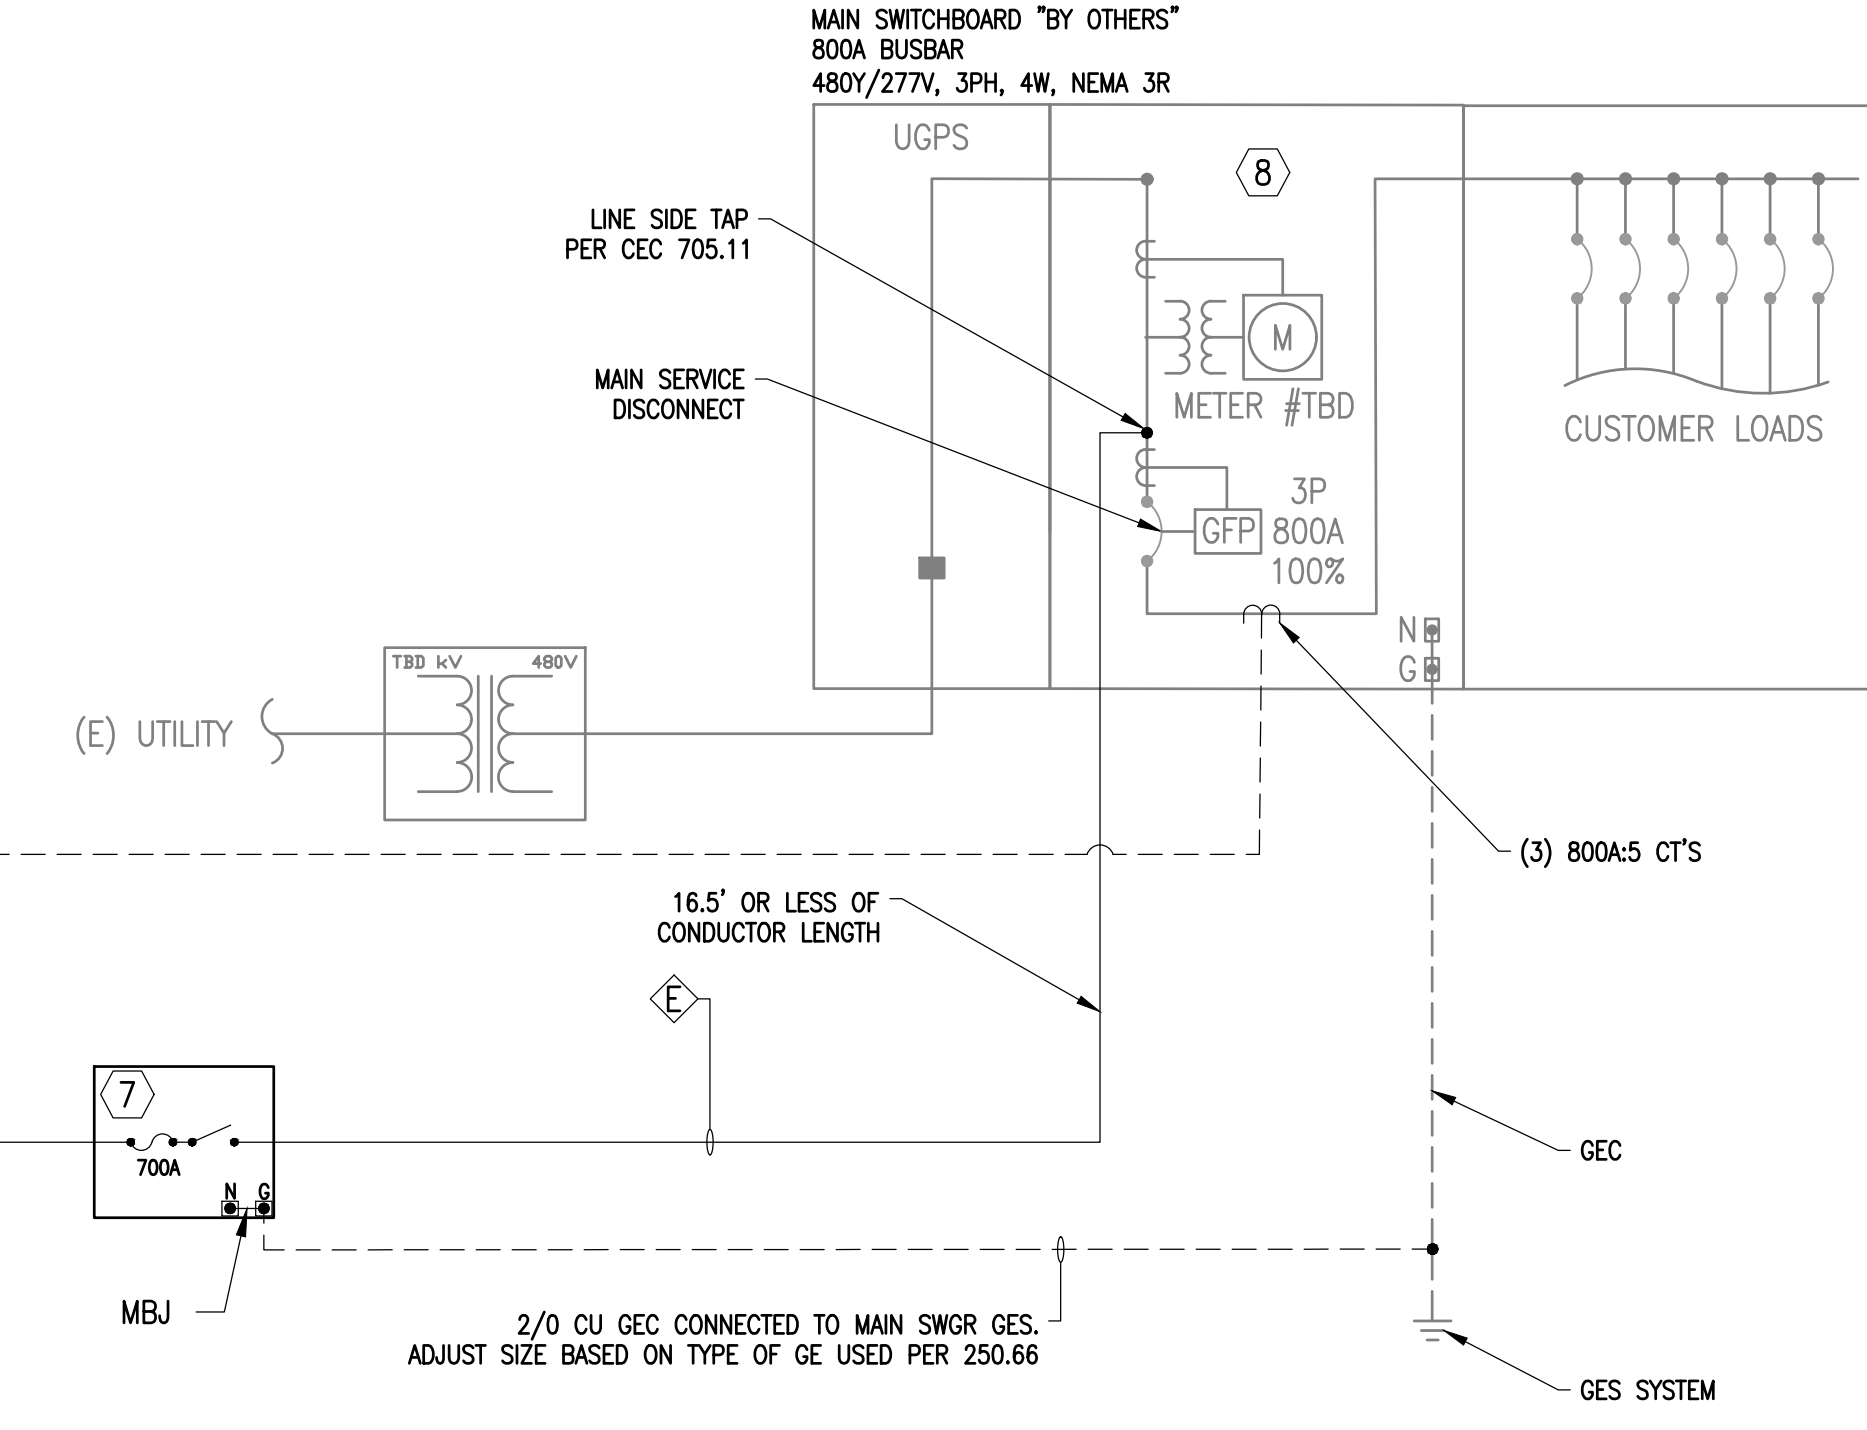 MAIN SWITCHBOARD "BY OTHERS"
800A BUSBAR
480Y/277V, 3PH, 4W, NEMA 3R
UGPS
8
LINE SIDE TAP
PER CEC 705.11
M
METER #TBD
MAIN SERVICE
DISCONNECT
CUSTOMER LOADS
GFP
3P
800A
100%
N
G
TBD kV
480V
(E) UTILITY
(3) 800A:5 CT'S
16.5' OR LESS OF
CONDUCTOR LENGTH
E
7
700A
N G
MBJ
GEC
2/0 CU GEC CONNECTED TO MAIN SWGR GES.
ADJUST SIZE BASED ON TYPE OF GE USED PER 250.66
GES SYSTEM